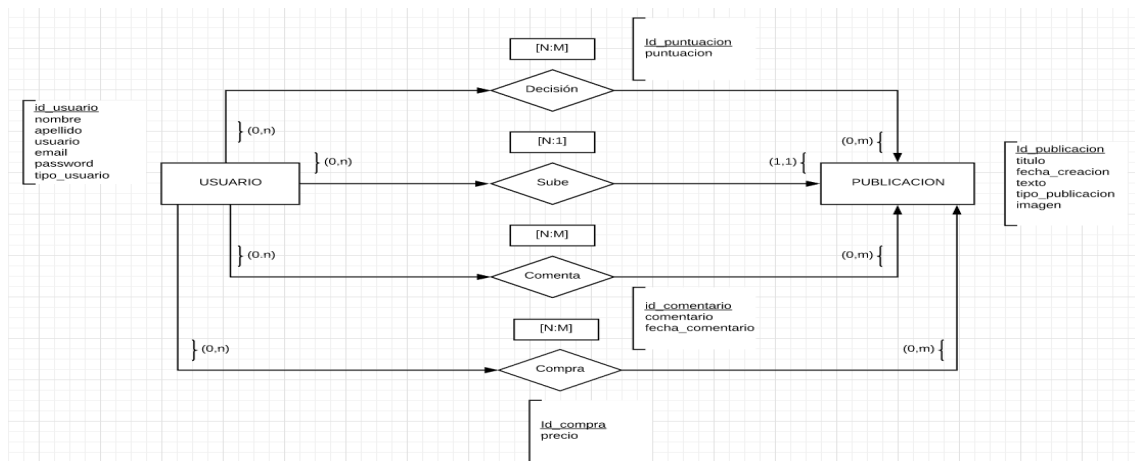 [N:M]
Id_puntuacion
puntuacion
Decisión
id_usuario
nombre
apellido
usuario
email
password
tipo_usuario
(0,n)
(0,m)
[N:1]
(0,n)
(1,1)
Id_publicacion
titulo
fecha_creacion
texto
tipo_publicacion
imagen
USUARIO
Sube
PUBLICACION
[N:M]
(0.n)
(0,m)
Comenta
id_comentario
comentario
fecha_comentario
[N:M]
(0,n)
(0,m)
Compra
Id_compra
precio